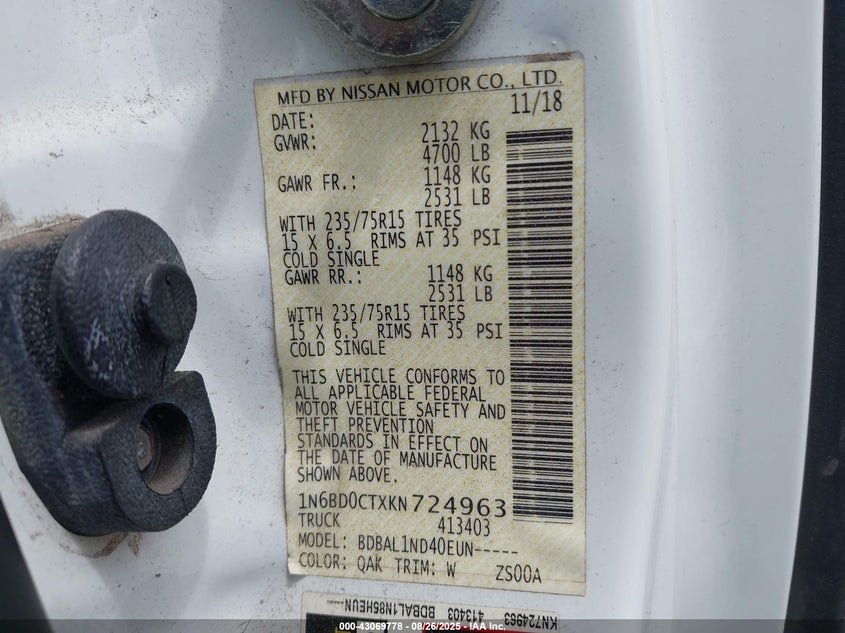 MFD BY NISSAN MOTOR CO., LTD.
DATE: 11/18
GVWR: 2132 KG
4700 LB
GAWR FR.: 1148 KG
2531 LB
WITH 235/75R15 TIRES
15 X 6.5 RIMS AT 35 PSI
COLD SINGLE
GAWR RR.: 1148 KG
2531 LB
WITH 235/75R15 TIRES
15 X 6.5 RIMS AT 35 PSI
COLD SINGLE
THIS VEHICLE CONFORMS TO
ALL APPLICABLE FEDERAL
MOTOR VEHICLE SAFETY AND
THEFT PREVENTION
STANDARDS IN EFFECT ON
THE DATE OF MANUFACTURE
SHOWN ABOVE.
1N6BD0CTXKN724963
TRUCK 413403
MODEL: BDBAL1ND40EUN-----
COLOR: QAK TRIM: W ZS00A
KN724963
413403 BDBAL1N86HEUN
000-43069778 - 08/26/2025 - IAA Inc.